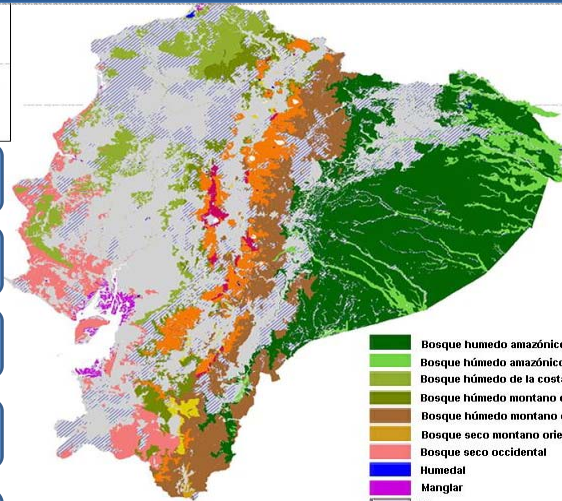 Bosque humedo amazónico
Bosque húmedo amazónico
Bosque húmedo de la costa
Bosque húmedo montano
Bosque húmedo montano
Bosque seco montano
Bosque seco occidental
Humedal
Manglar